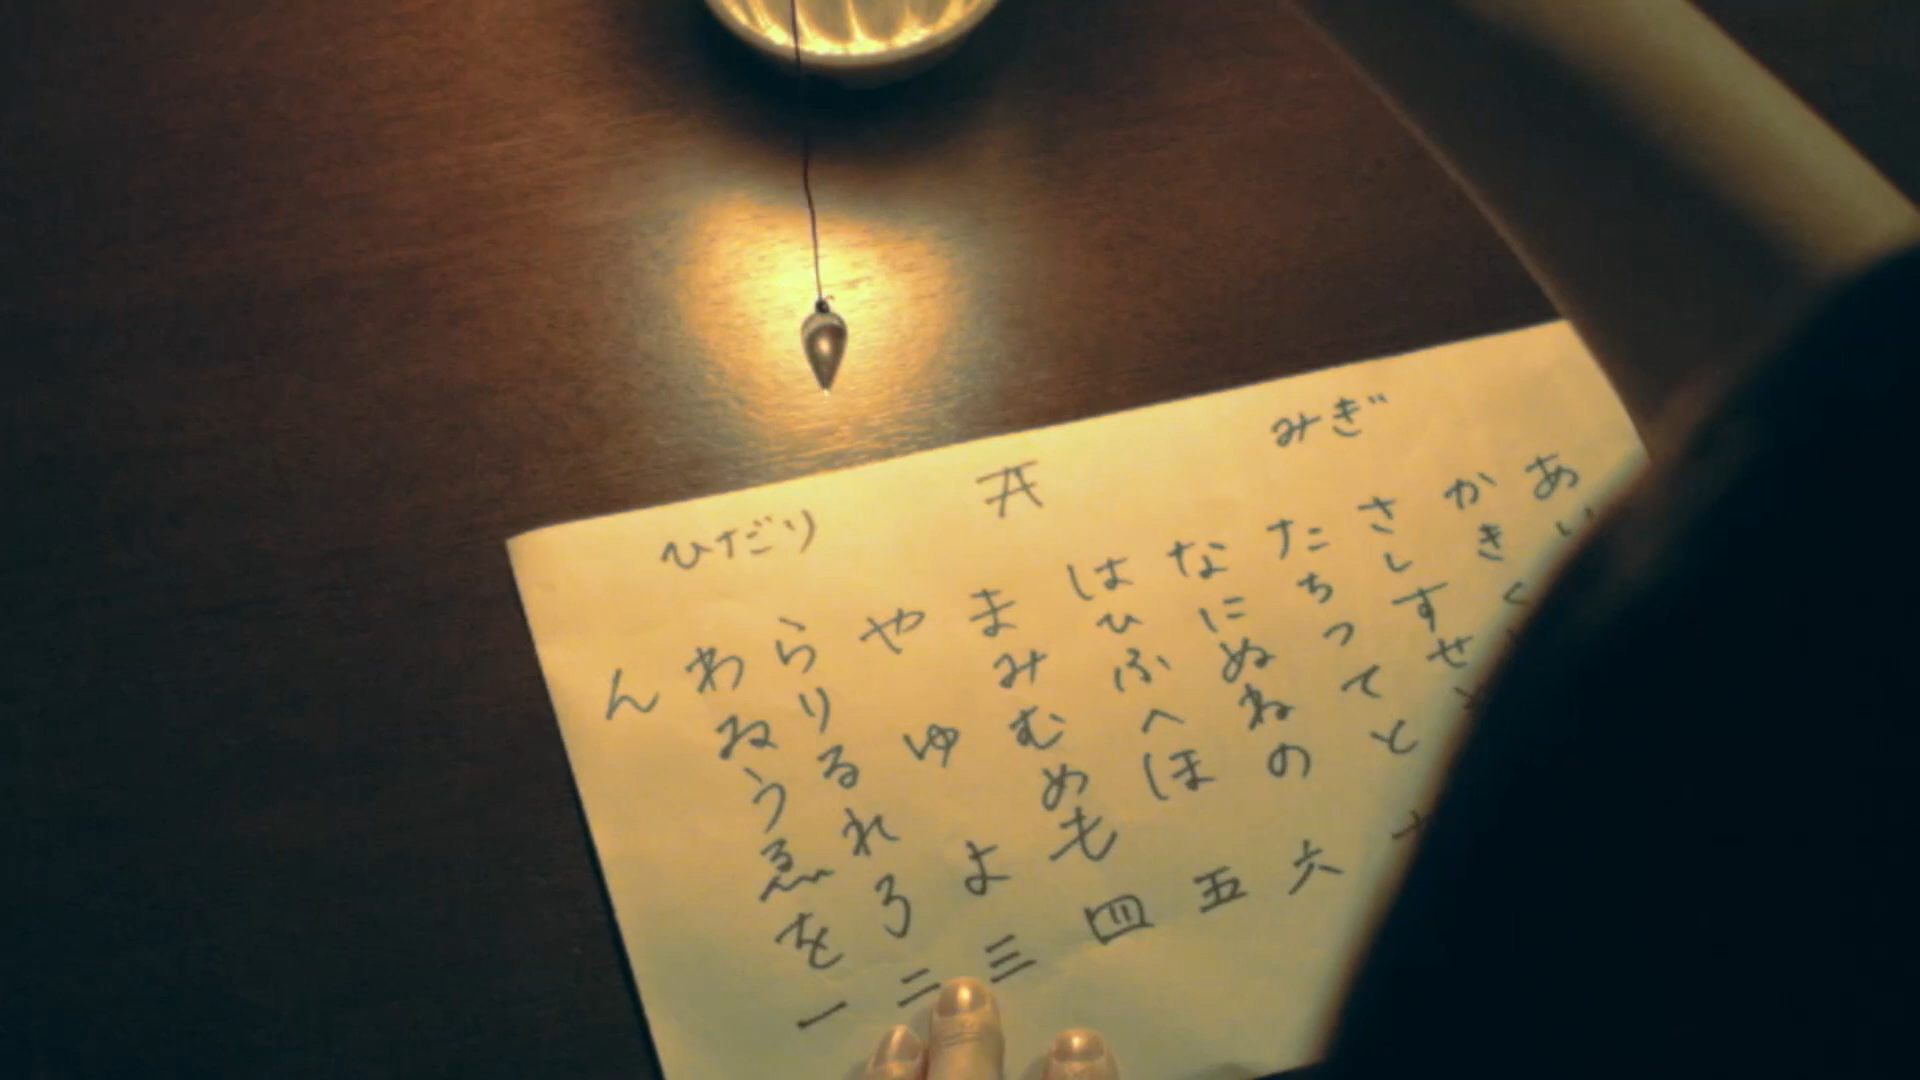 ひだり
みぎ
あい
かきく
さしすせ
たちつてと
なにぬねの
はひふへほ
まみむめも
やゆよ
らりるれろ
わゐうゑを
ん
一二三四五六